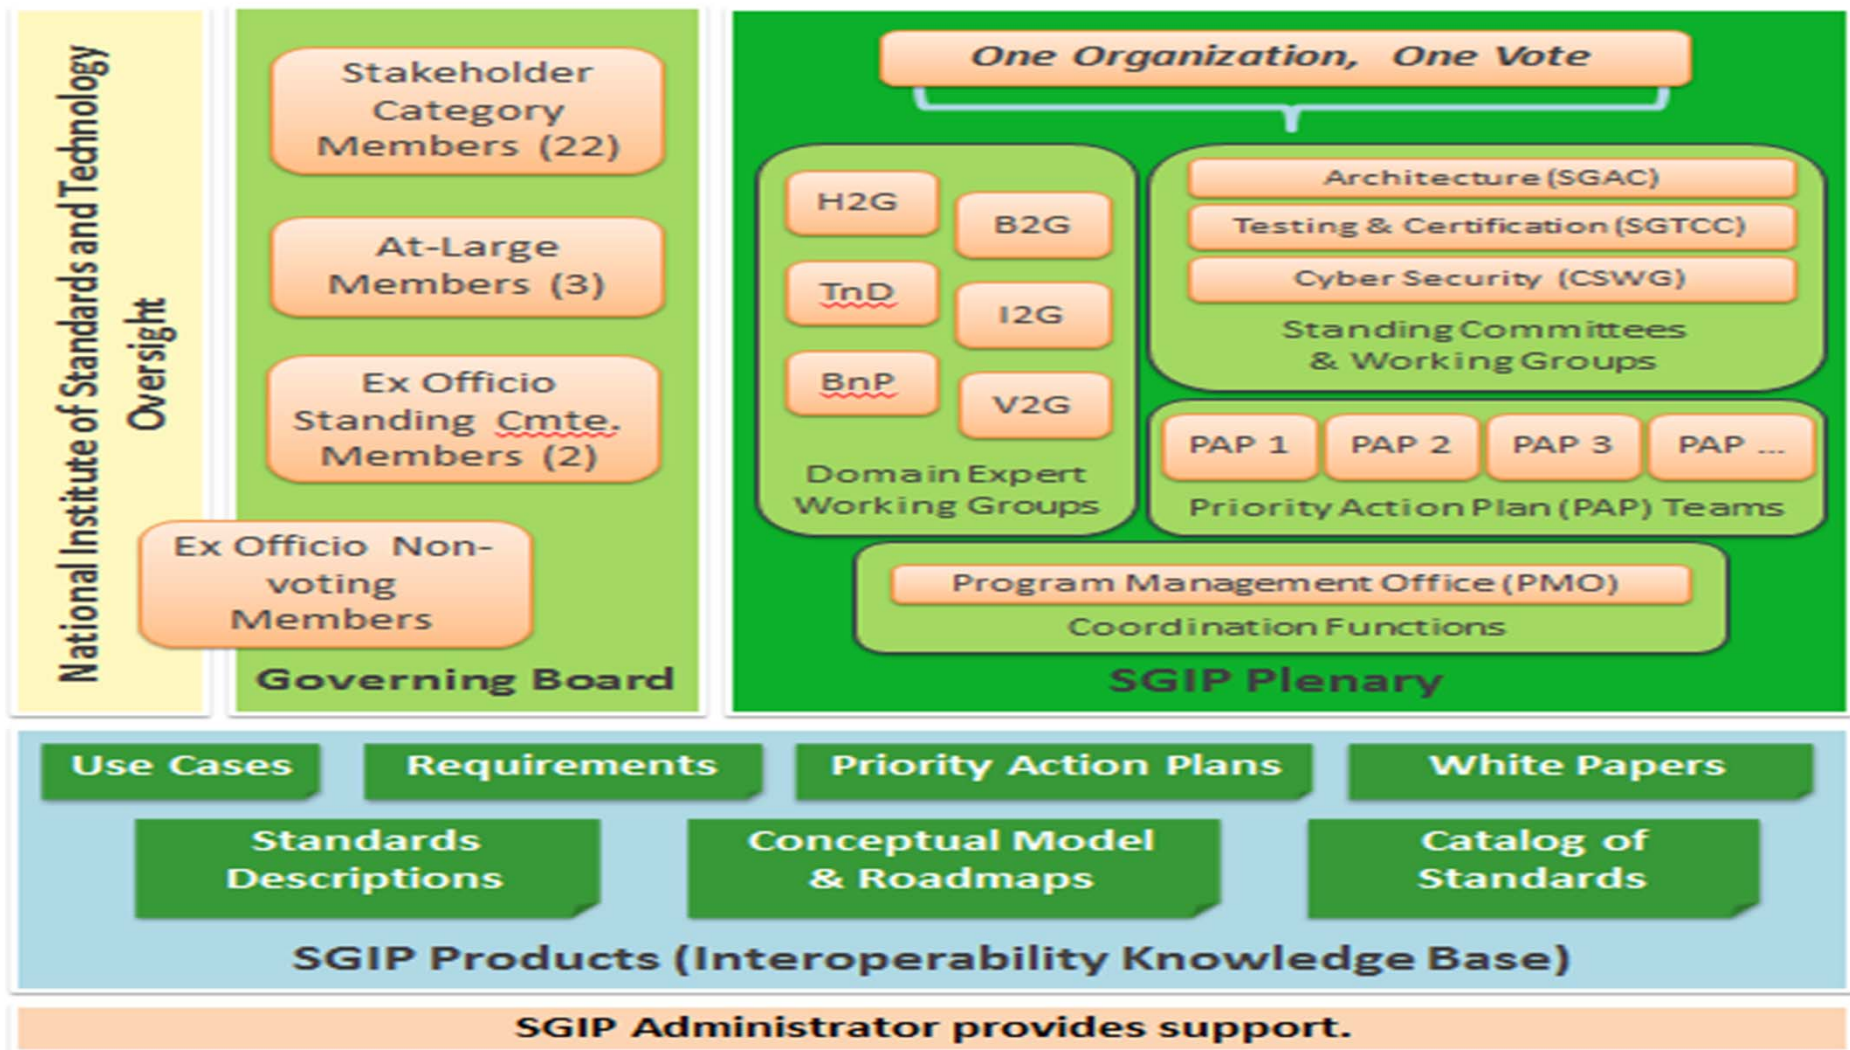 National Institute of Standards and Technology
Oversight
Stakeholder
Category
Members (22)
At-Large
Members (3)
Ex Officio
Standing Cmte.
Members (2)
Ex Officio Non-
voting
Members
Governing Board
One Organization, One Vote
H2G
B2G
TnD
I2G
BnP
V2G
Domain Expert
Working Groups
Architecture (SGAC)
Testing & Certification (SGTCC)
Cyber Security (CSWG)
Standing Committees
& Working Groups
PAP 1 PAP 2 PAP 3 PAP ...
Priority Action Plan (PAP) Teams
Program Management Office (PMO)
Coordination Functions
SGIP Plenary
Use Cases Requirements Priority Action Plans White Papers
Standards
Descriptions
Conceptual Model
& Roadmaps
Catalog of
Standards
SGIP Products (Interoperability Knowledge Base)
SGIP Administrator provides support.